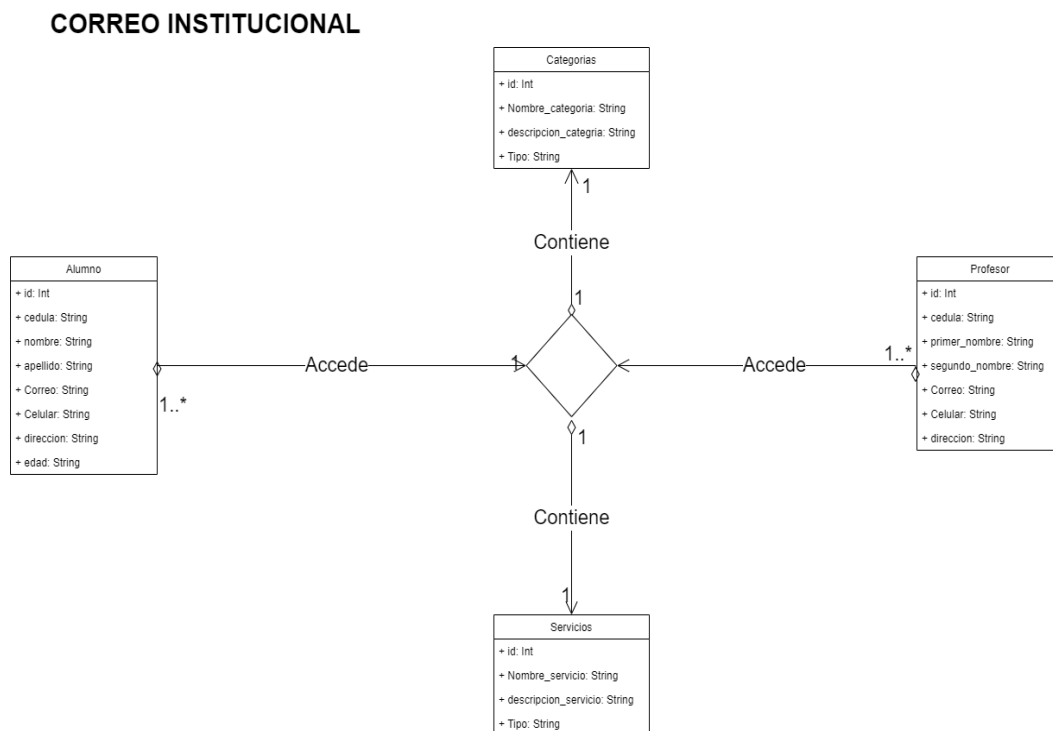 CORREO INSTITUCIONAL
Categorias
+ id: Int
+ Nombre_categoria: String
+ descripcion_categria: String
+ Tipo: String
1
Contiene
1
Alumno
+ id: Int
+ cedula: String
+ nombre: String
+ apellido: String
+ Correo: String
+ Celular: String
+ direccion: String
+ edad: String
1..*
Accede
1
Accede
1..*
Profesor
+ id: Int
+ cedula: String
+ primer_nombre: String
+ segundo_nombre: String
+ Correo: String
+ Celular: String
+ direccion: String
1
Contiene
1
Servicios
+ id: Int
+ Nombre_servicio: String
+ descripcion_servicio: String
+ Tipo: String